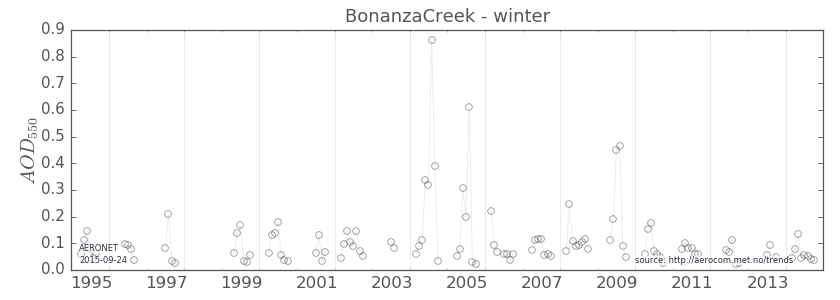 BonanzaCreek - winter
0.9
0.8
0.7
0.6
0.5
0.4
0.3
0.2
0.1
0.0
AOD550
AERONET
2015-09-24
source: http://aerocom.met.no/trends
1995 1997 1999 2001 2003 2005 2007 2009 2011 2013